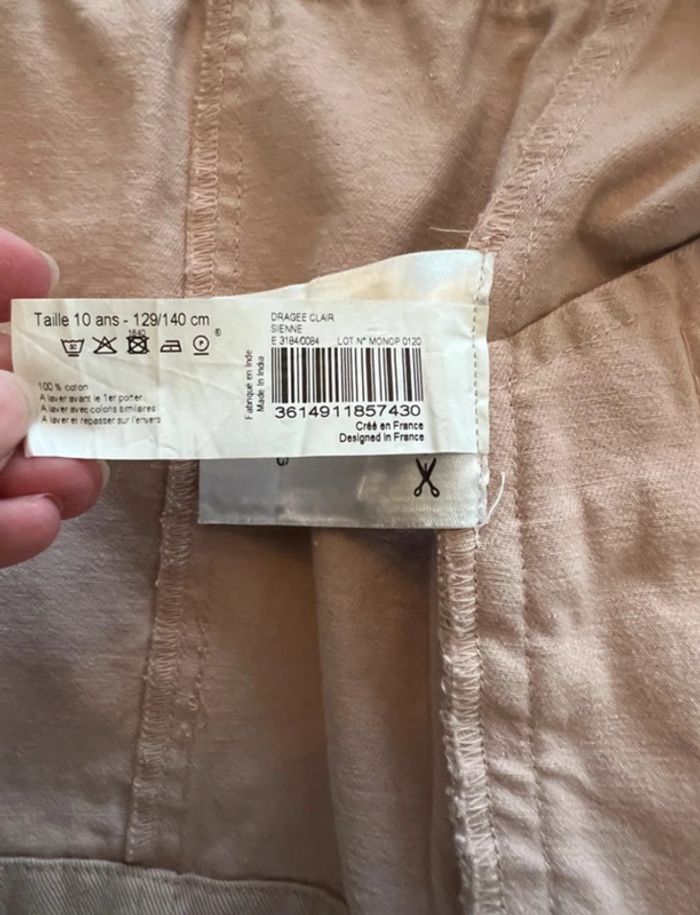 Taille 10 ans - 129/140 cm
1840
®
100 % coton
A laver avant le 1er porter
A laver avec coloris similaires
A laver et repasser sur l'envers
Fabriqué en Inde
Made in India
DRAGEE CLAIR
SIENNE
E 3184/0084 LOT N° MONOP 0120
3614911857430
Créé en France
Designed in France
G